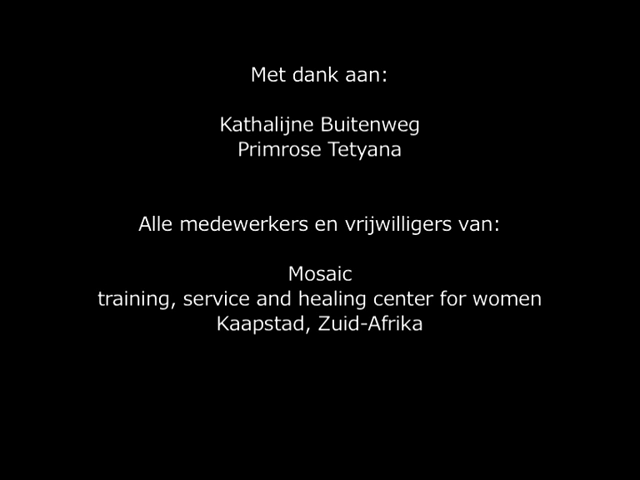 Met dank aan:
Kathalijne Buitenweg
Primrose Tetyana
Alle medewerkers en vrijwilligers van:
Mosaic
training, service and healing center for women
Kaapstad, Zuid-Afrika